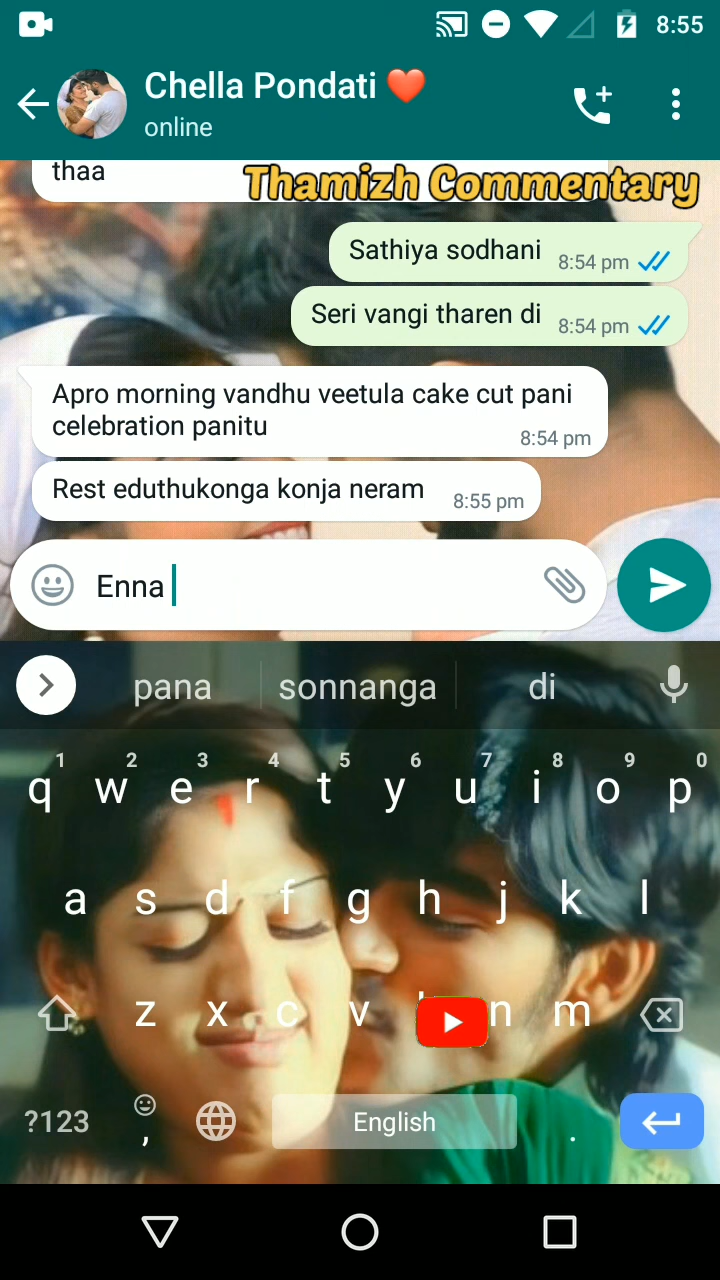 8:55
Chella Pondati ❤️
online
thaa
Thamizh Commentary
Sathiya sodhani 8:54 pm
Seri vangi tharen di 8:54 pm
Apro morning vandhu veetula cake cut pani
celebration panitu
8:54 pm
Rest eduthukonga konja neram 8:55 pm
Enna
pana sonnanga di
1 2 3 4 5 6 7 8 9 0
q w e r t y u i o p
a s d f g h j k l
z x c v n m
?123 , English .